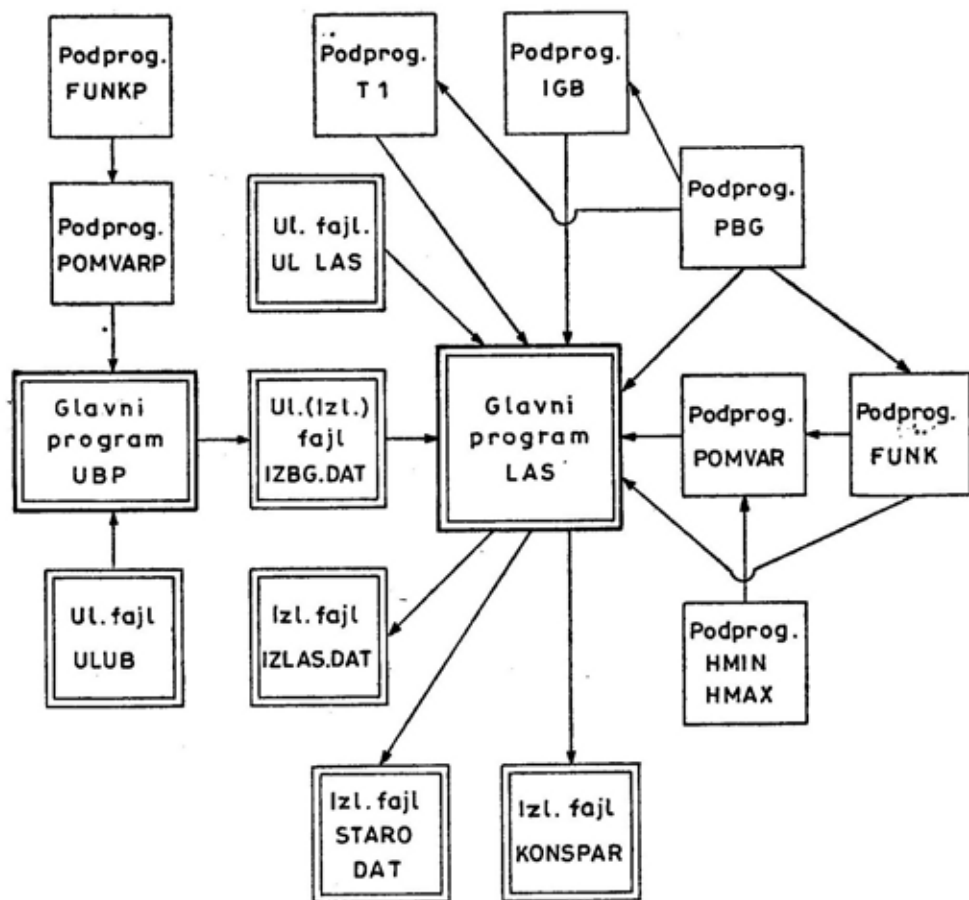 Podprog.
FUNKP
Podprog.
T1
Podprog.
IGB
Podprog.
PBG
Podprog.
POMVARP
Ul. fajl.
UL LAS
Glavni
program
UBP
Ul.(Izl.)
fajl
IZBG.DAT
Glavni
program
LAS
Podprog.
POMVAR
Podprog.
FUNK
Ul. fajl
ULUB
Izl. fajl
IZLAS.DAT
Podprog.
HMIN
HMAX
Izl. fajl
STARO
DAT
Izl. fajl
KONSPAR